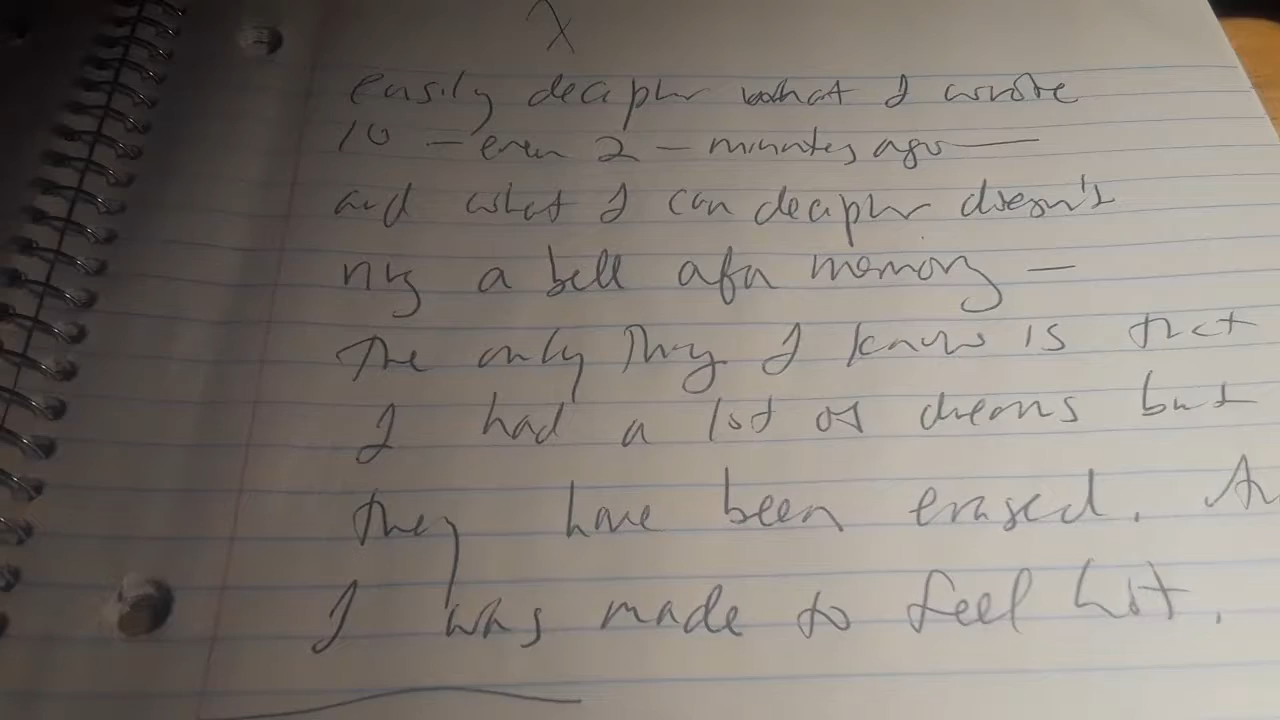 easily decipher what I wrote
10 - even 2 - minutes ago —
and what I can decipher doesn't
ring a bell of memory —
The only thing I know is that
I had a lot of dreams but
they have been erased.
I was made to feel hot.